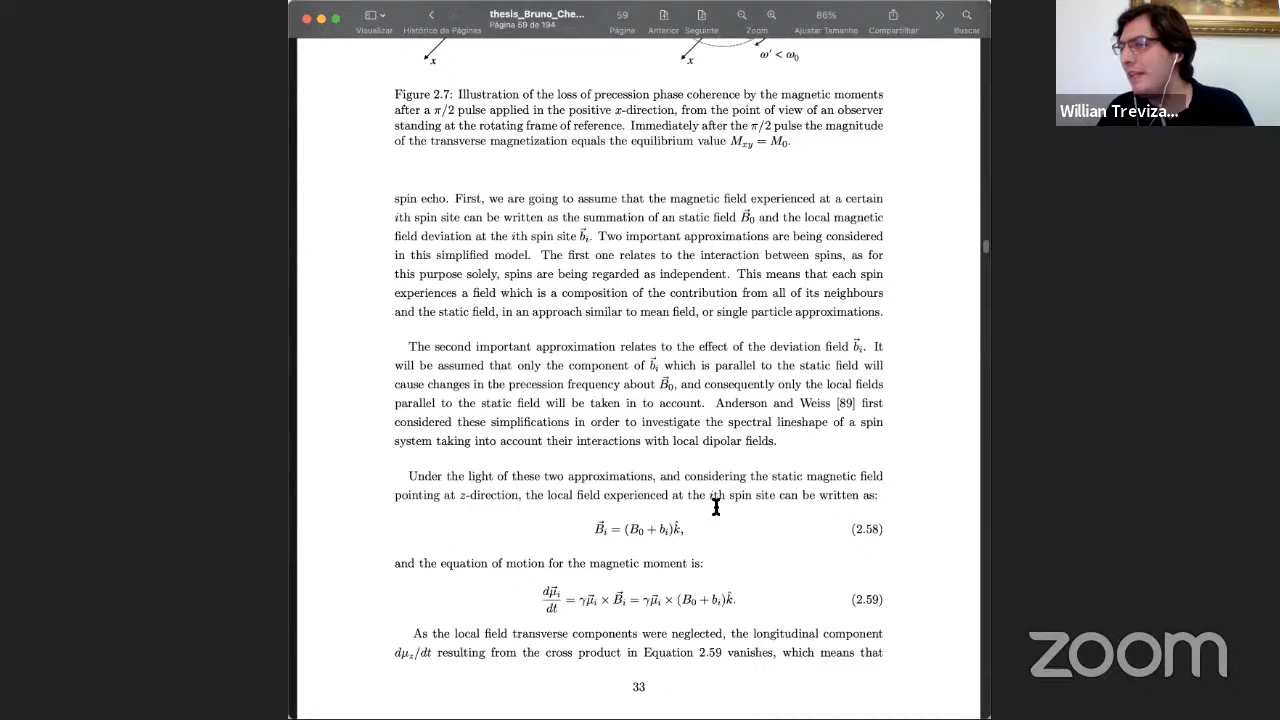 thesis_Bruno_Che...
Página 59 de 194
59
86%
Visualizar
Histórico de Páginas
Página
Anterior
Seguinte
Zoom
Ajustar Tamanho
Compartilhar
Buscar
x
x
ω′ < ω0
Figure 2.7: Illustration of the loss of precession phase coherence by the magnetic moments
after a π/2 pulse applied in the positive x-direction, from the point of view of an observer
standing at the rotating frame of reference. Immediately after the π/2 pulse the magnitude
of the transverse magnetization equals the equilibrium value Mxy = M0.
spin echo. First, we are going to assume that the magnetic field experienced at a certain
ith spin site can be written as the summation of an static field B⃗0 and the local magnetic
field deviation at the ith spin site b⃗i. Two important approximations are being considered
in this simplified model. The first one relates to the interaction between spins, as for
this purpose solely, spins are being regarded as independent. This means that each spin
experiences a field which is a composition of the contribution from all of its neighbours
and the static field, in an approach similar to mean field, or single particle approximations.
The second important approximation relates to the effect of the deviation field b⃗i. It
will be assumed that only the component of b⃗i which is parallel to the static field will
cause changes in the precession frequency about B⃗0, and consequently only the local fields
parallel to the static field will be taken in to account. Anderson and Weiss [89] first
considered these simplifications in order to investigate the spectral lineshape of a spin
system taking into account their interactions with local dipolar fields.
Under the light of these two approximations, and considering the static magnetic field
pointing at z-direction, the local field experienced at the ith spin site can be written as:
B⃗i = (B0 + bi)k̂, (2.58)
and the equation of motion for the magnetic moment is:
dμ⃗i/dt = γμ⃗i × B⃗i = γμ⃗i × (B0 + bi)k̂. (2.59)
As the local field transverse components were neglected, the longitudinal component
dμz/dt resulting from the cross product in Equation 2.59 vanishes, which means that
33
Willian Treviza...
zoom